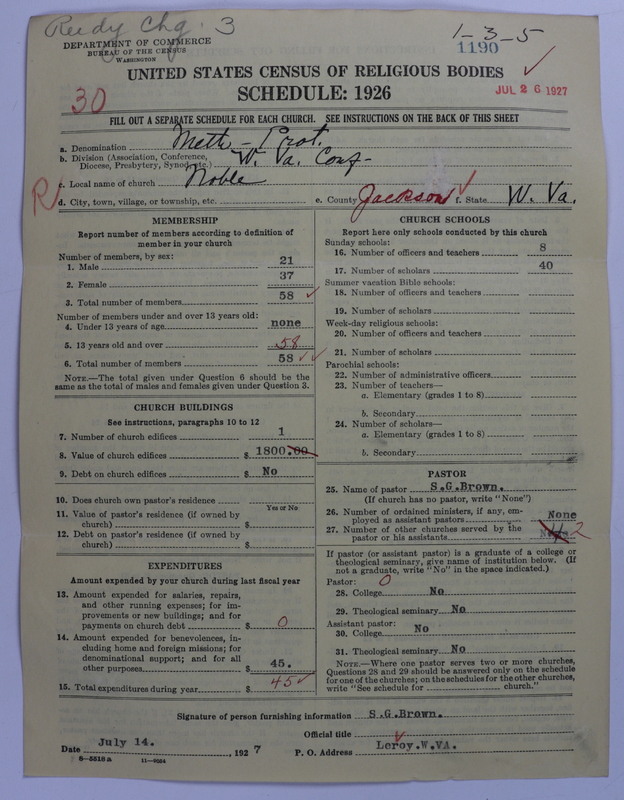 Reedy Chg. 3
1-3-5
1190
DEPARTMENT OF COMMERCE
BUREAU OF THE CENSUS
WASHINGTON
UNITED STATES CENSUS OF RELIGIOUS BODIES
SCHEDULE: 1926
JUL 26 1927
30
FILL OUT A SEPARATE SCHEDULE FOR EACH CHURCH. SEE INSTRUCTIONS ON THE BACK OF THIS SHEET
a. Denomination Meth - Prot.
b. Division (Association, Conference,
Diocese, Presbytery, Synod, etc.) W. Va. Conf-
c. Local name of church Noble
R
d. City, town, village, or township, etc. e. County Jackson f. State W. Va.
MEMBERSHIP
Report number of members according to definition of
member in your church
Number of members, by sex:
1. Male 21
2. Female 37
3. Total number of members 58
Number of members under and over 13 years old:
4. Under 13 years of age none
5. 13 years old and over 58
6. Total number of members 58
NOTE.—The total given under Question 6 should be the
same as the total of males and females given under Question 3.
CHURCH BUILDINGS
See instructions, paragraphs 10 to 12
7. Number of church edifices 1
8. Value of church edifices $ 1800.00
9. Debt on church edifices $ No
10. Does church own pastor's residence
Yes or No
11. Value of pastor's residence (if owned by
church) $
12. Debt on pastor's residence (if owned by
church) $
EXPENDITURES
Amount expended by your church during last fiscal year
13. Amount expended for salaries, repairs,
and other running expenses; for im-
provements or new buildings; and for
payments on church debt $ 0
14. Amount expended for benevolences, in-
cluding home and foreign missions; for
denominational support; and for all
other purposes $ 45.
15. Total expenditures during year $ 45
CHURCH SCHOOLS
Report here only schools conducted by this church
Sunday schools:
16. Number of officers and teachers 8
17. Number of scholars 40
Summer vacation Bible schools:
18. Number of officers and teachers
19. Number of scholars
Week-day religious schools:
20. Number of officers and teachers
21. Number of scholars
Parochial schools:
22. Number of administrative officers
23. Number of teachers—
a. Elementary (grades 1 to 8)
b. Secondary
24. Number of scholars—
a. Elementary (grades 1 to 8)
b. Secondary
PASTOR
25. Name of pastor S.G.Brown.
(If church has no pastor, write "None")
26. Number of ordained ministers, if any, em-
ployed as assistant pastors None
27. Number of other churches served by the
pastor or his assistants 4 2
If pastor (or assistant pastor) is a graduate of a college or
theological seminary, give name of institution below. (If
not a graduate, write "No" in the space indicated.)
Pastor: 0
28. College No
29. Theological seminary No
Assistant pastor:
30. College No
31. Theological seminary No
NOTE.—Where one pastor serves two or more churches,
Questions 28 and 29 should be answered only on the schedule
for one of the churches; on the schedules for the other churches,
write "See schedule for church."
Signature of person furnishing information S.G.Brown.
Official title
Date July 14. , 1927 P. O. Address Leroy.W.VA.
8-5518 a 11-9064